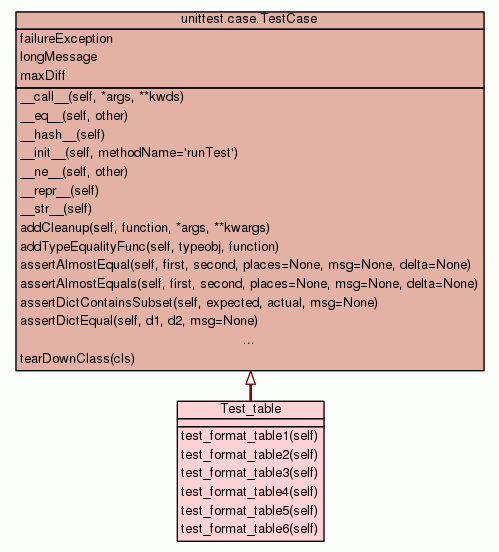 unittest.case.TestCase
failureException
longMessage
maxDiff
__call__(self, *args, **kwds)
__eq__(self, other)
__hash__(self)
__init__(self, methodName='runTest')
__ne__(self, other)
__repr__(self)
__str__(self)
addCleanup(self, function, *args, **kwargs)
addTypeEqualityFunc(self, typeobj, function)
assertAlmostEqual(self, first, second, places=None, msg=None, delta=None)
assertAlmostEquals(self, first, second, places=None, msg=None, delta=None)
assertDictContainsSubset(self, expected, actual, msg=None)
assertDictEqual(self, d1, d2, msg=None)
...
tearDownClass(cls)
Test_table
test_format_table1(self)
test_format_table2(self)
test_format_table3(self)
test_format_table4(self)
test_format_table5(self)
test_format_table6(self)